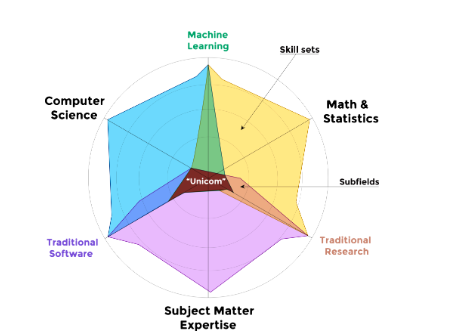 Machine
Learning
Skill sets
Computer
Science
Math &
Statistics
"Unicorn"
Subfields
Traditional
Software
Traditional
Research
Subject Matter
Expertise